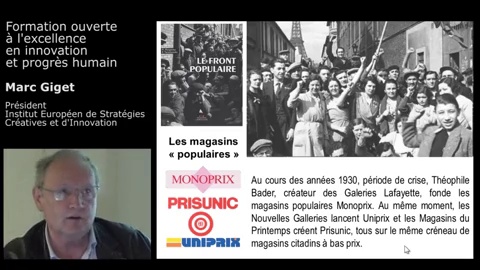 Formation ouverte
à l'excellence
en innovation
et progrès humain
Marc Giget
Président
Institut Européen de Stratégies
Créatives et d'Innovation
LE FRONT
POPULAIRE
Les magasins
« populaires »
MONOPRIX
PRISUNIC
UNIPRIX
Au cours des années 1930, période de crise, Théophile
Bader, créateur des Galeries Lafayette, fonde les
magasins populaires Monoprix. Au même moment, les
Nouvelles Galleries lancent Uniprix et les Magasins du
Printemps créent Prisunic, tous sur le même créneau de
magasins citadins à bas prix.